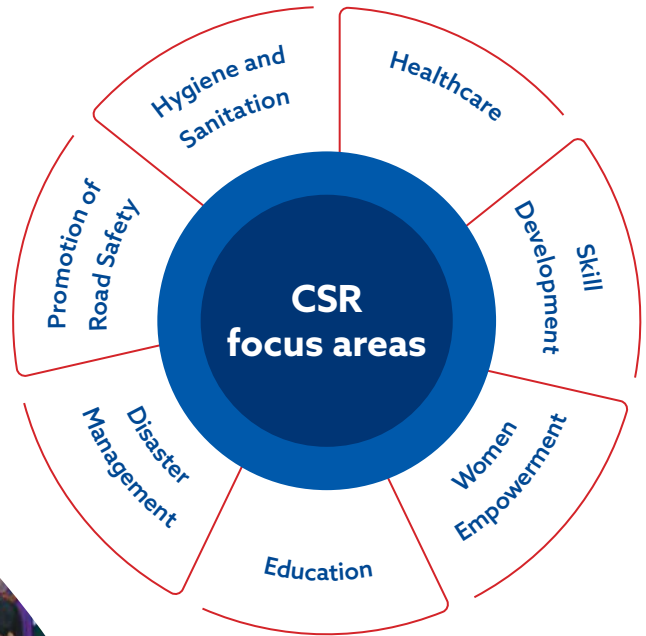 CSR
focus areas
Healthcare
Skill
Development
Women
Empowerment
Education
Disaster
Management
Promotion of
Road Safety
Hygiene and
Sanitation